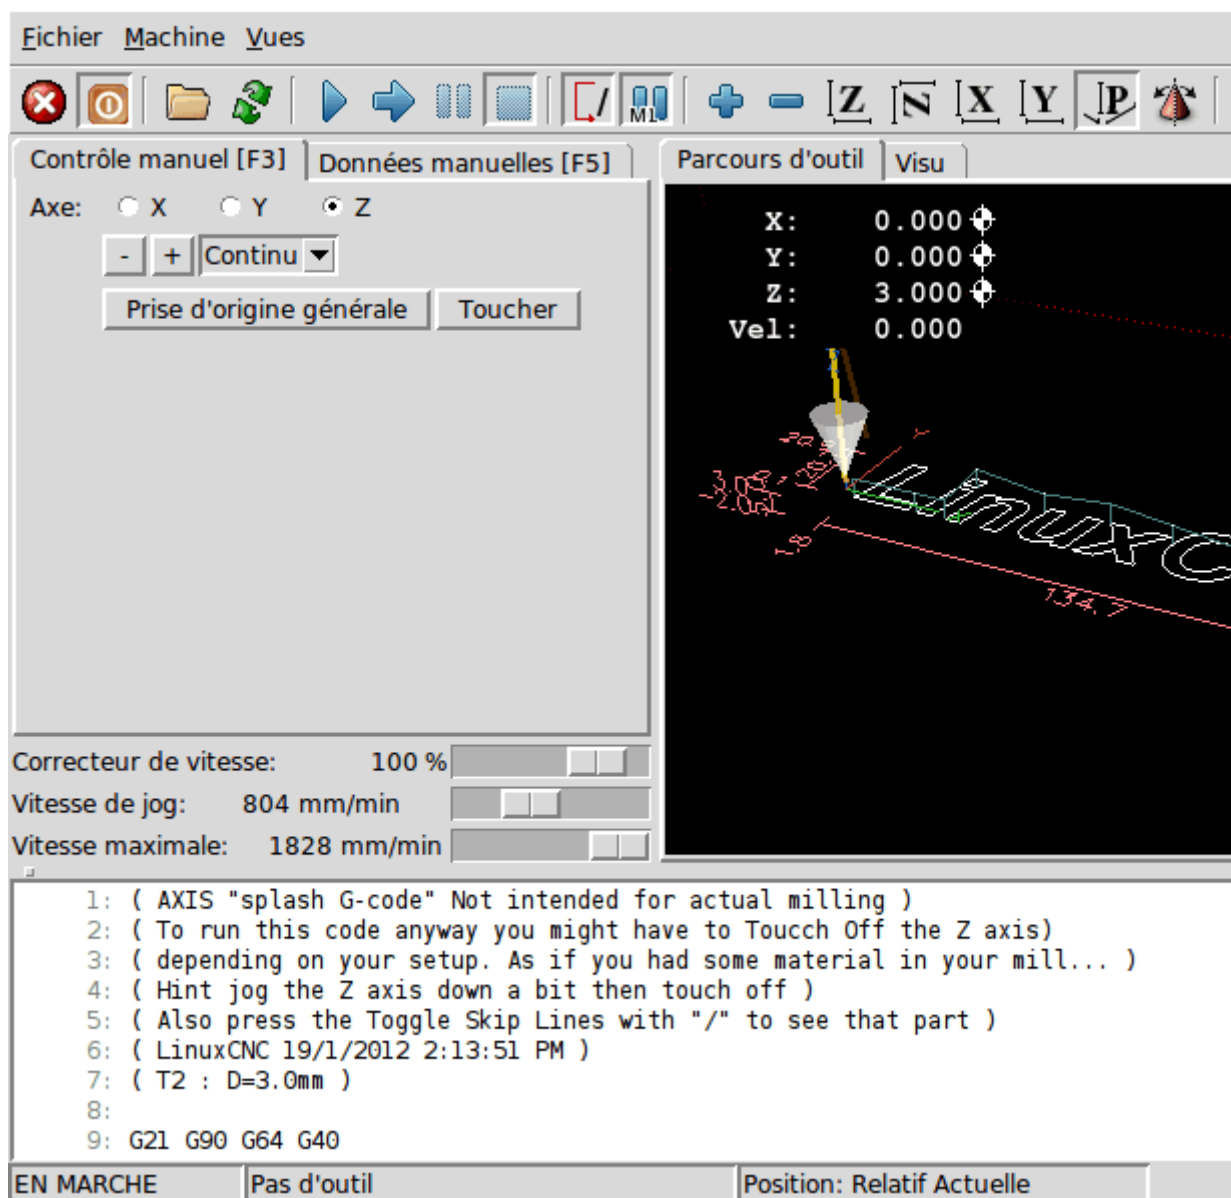 Fichier Machine Vues
M1 Z N X Y P
Contrôle manuel [F3] Données manuelles [F5] Parcours d'outil Visu
Axe: X Y Z
- + Continu
Prise d'origine générale Toucher
X: 0.000
Y: 0.000
Z: 3.000
Vel: 0.000
LinuxC
134.7
Correcteur de vitesse: 100 %
Vitesse de jog: 804 mm/min
Vitesse maximale: 1828 mm/min
1: ( AXIS "splash G-code" Not intended for actual milling )
2: ( To run this code anyway you might have to Toucch Off the Z axis)
3: ( depending on your setup. As if you had some material in your mill... )
4: ( Hint jog the Z axis down a bit then touch off )
5: ( Also press the Toggle Skip Lines with "/" to see that part )
6: ( LinuxCNC 19/1/2012 2:13:51 PM )
7: ( T2 : D=3.0mm )
8:
9: G21 G90 G64 G40
EN MARCHE Pas d'outil Position: Relatif Actuelle